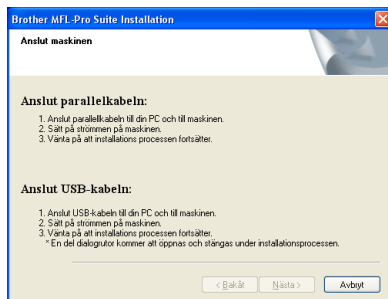 Brother MFL-Pro Suite Installation
Anslut maskinen
Anslut parallelkabeln:
1. Anslut parallellkabeln till din PC och till maskinen.
2. Sätt på strömmen på maskinen.
3. Vänta på att installations processen fortsätter.
Anslut USB-kabeln:
1. Anslut USB-kabeln till din PC och till maskinen.
2. Sätt på strömmen på maskinen.
3. Vänta på att installations processen fortsätter.
* En del dialogrutor kommer att öppnas och stängas under installationsprocessen.
< Bakåt
Nästa >
Avbryt